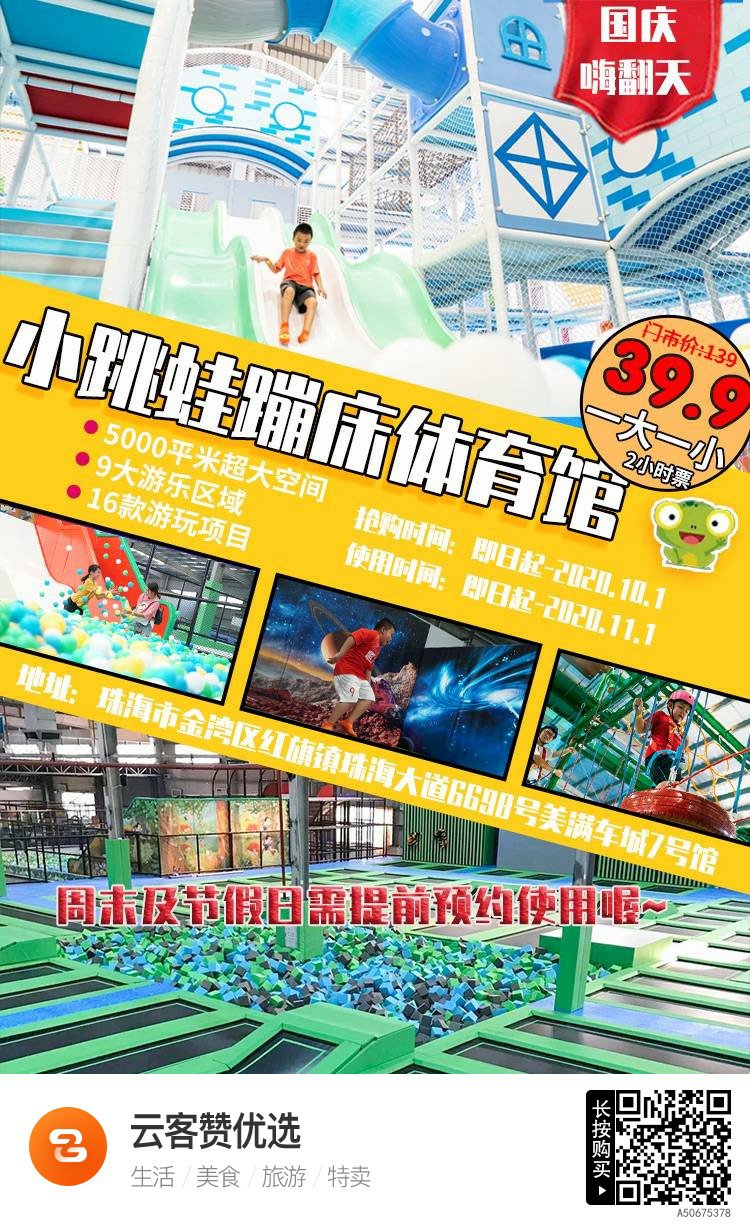 国庆
嗨翻天
门市价:139
39.9
一大一小
2小时票
小跳蛙蹦床体育馆
5000平米超大空间
9大游乐区域
16款游玩项目
抢购时间：即日起-2020.10.1
使用时间：即日起-2020.11.1
地址：珠海市金湾区红旗镇珠海大道6698号美满车城7号馆
周末及节假日需提前预约使用喔~
云客赞优选
生活/美食/旅游/特卖
长按购买
A50675378